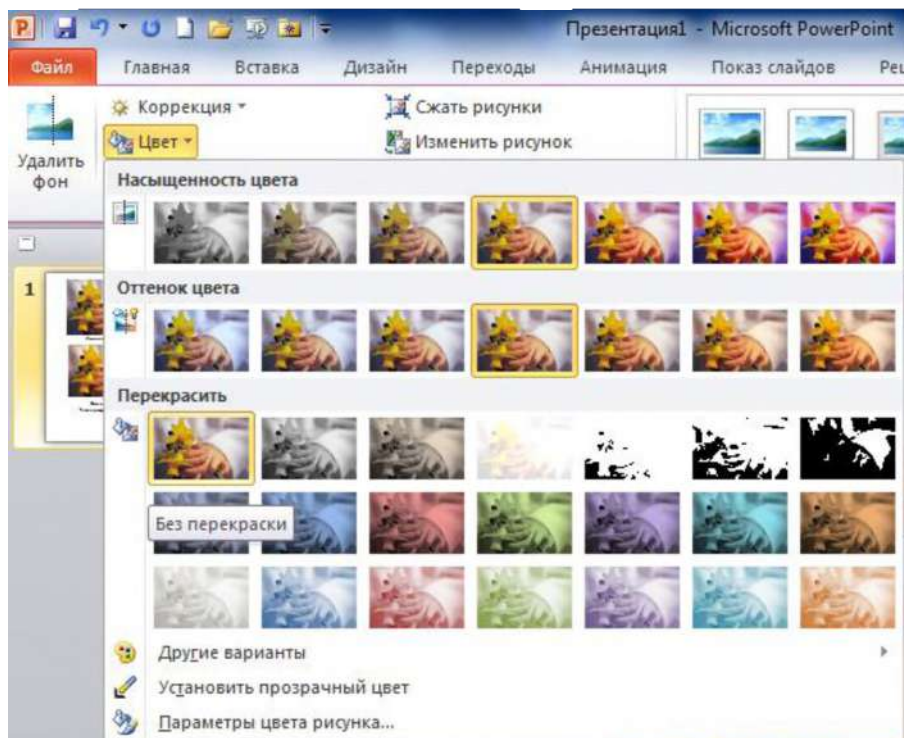 Презентация1 - Microsoft PowerPoint
Файл Главная Вставка Дизайн Переходы Анимация Показ слайдов
Коррекция
Сжать рисунки
Цвет
Изменить рисунок
Удалить
фон
Насыщенность цвета
1
Оттенок цвета
Перекрасить
Без перекраски
Другие варианты
Установить прозрачный цвет
Параметры цвета рисунка...